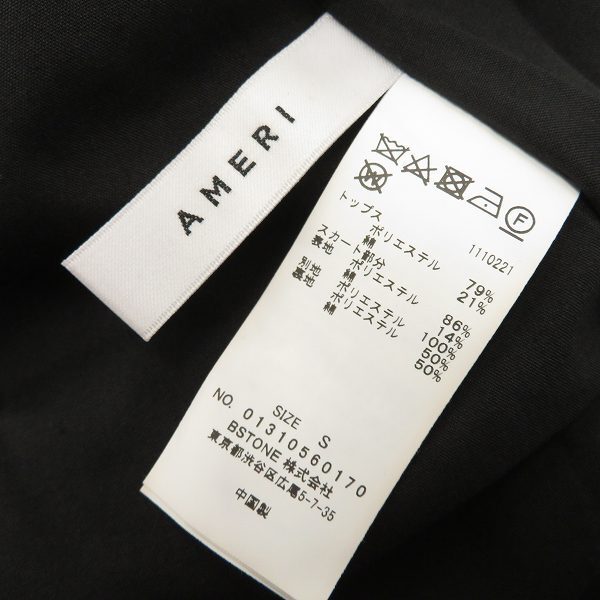 AMERI
F
トップス 1110221
ポリエステル 79%
綿 21%
スカート部分
表地 ポリエステル 86%
綿 14%
別地 ポリエステル 100%
裏地 ポリエステル 50%
綿 50%
SIZE S
NO. 01310560170
BSTONE 株式会社
東京都渋谷区広尾5-7-35
中国製